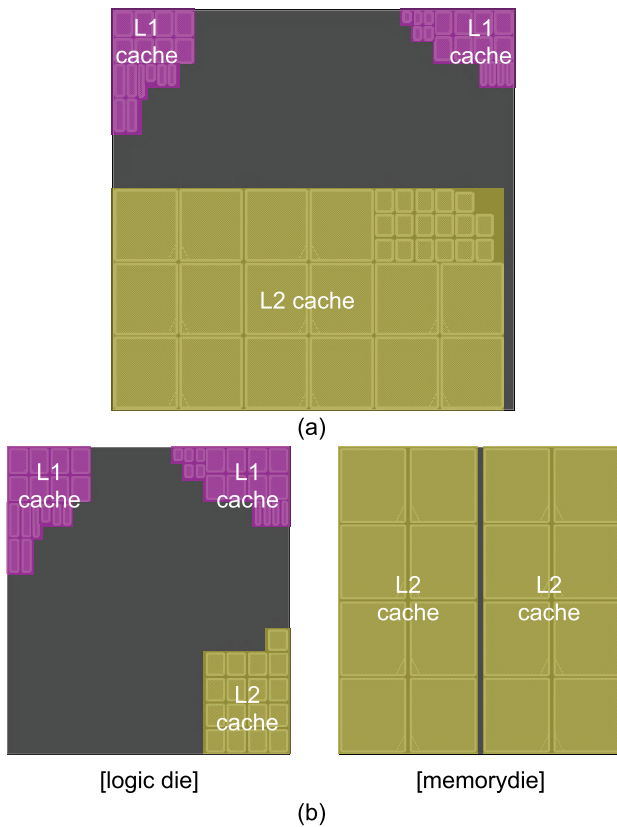 L1
cache
L1
cache
L2 cache
(a)
L1
cache
L1
cache
L2
cache
L2
cache
L2
cache
[logic die]
[memorydie]
(b)